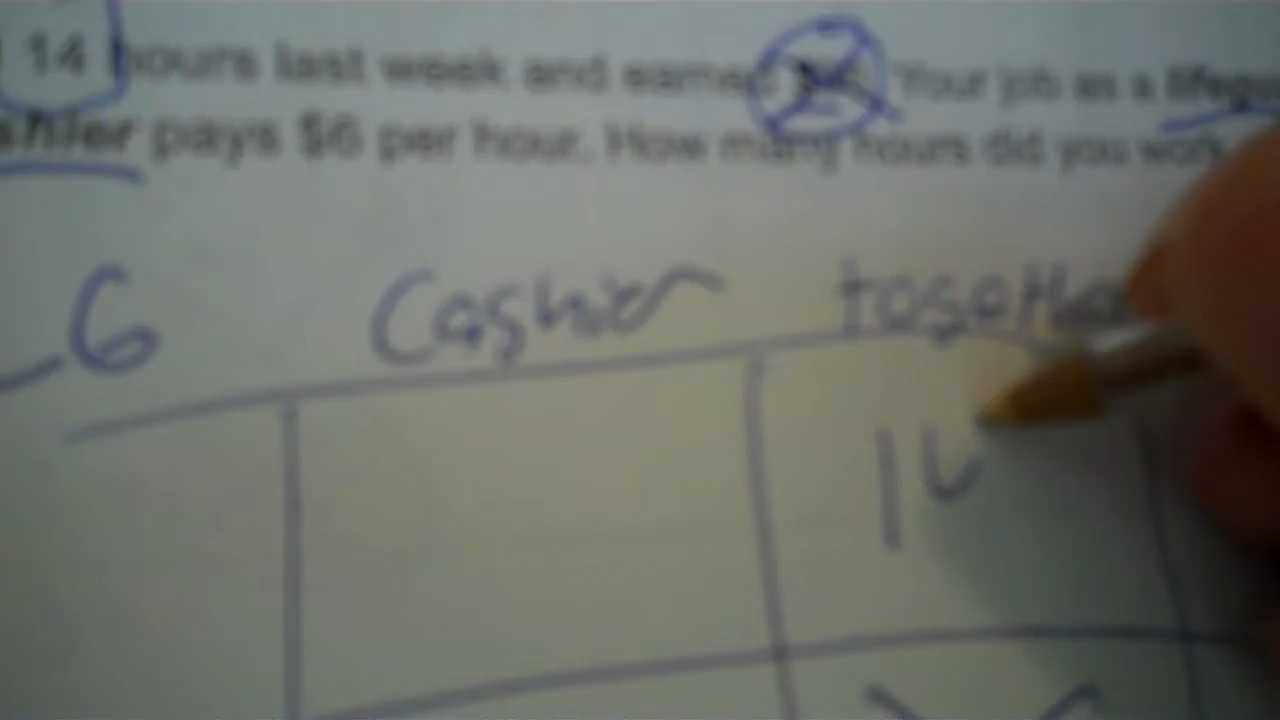 14 hours last week and earned Your job as a
shier pays $6 per hour. How many hours did you work
6 Cashier together
14